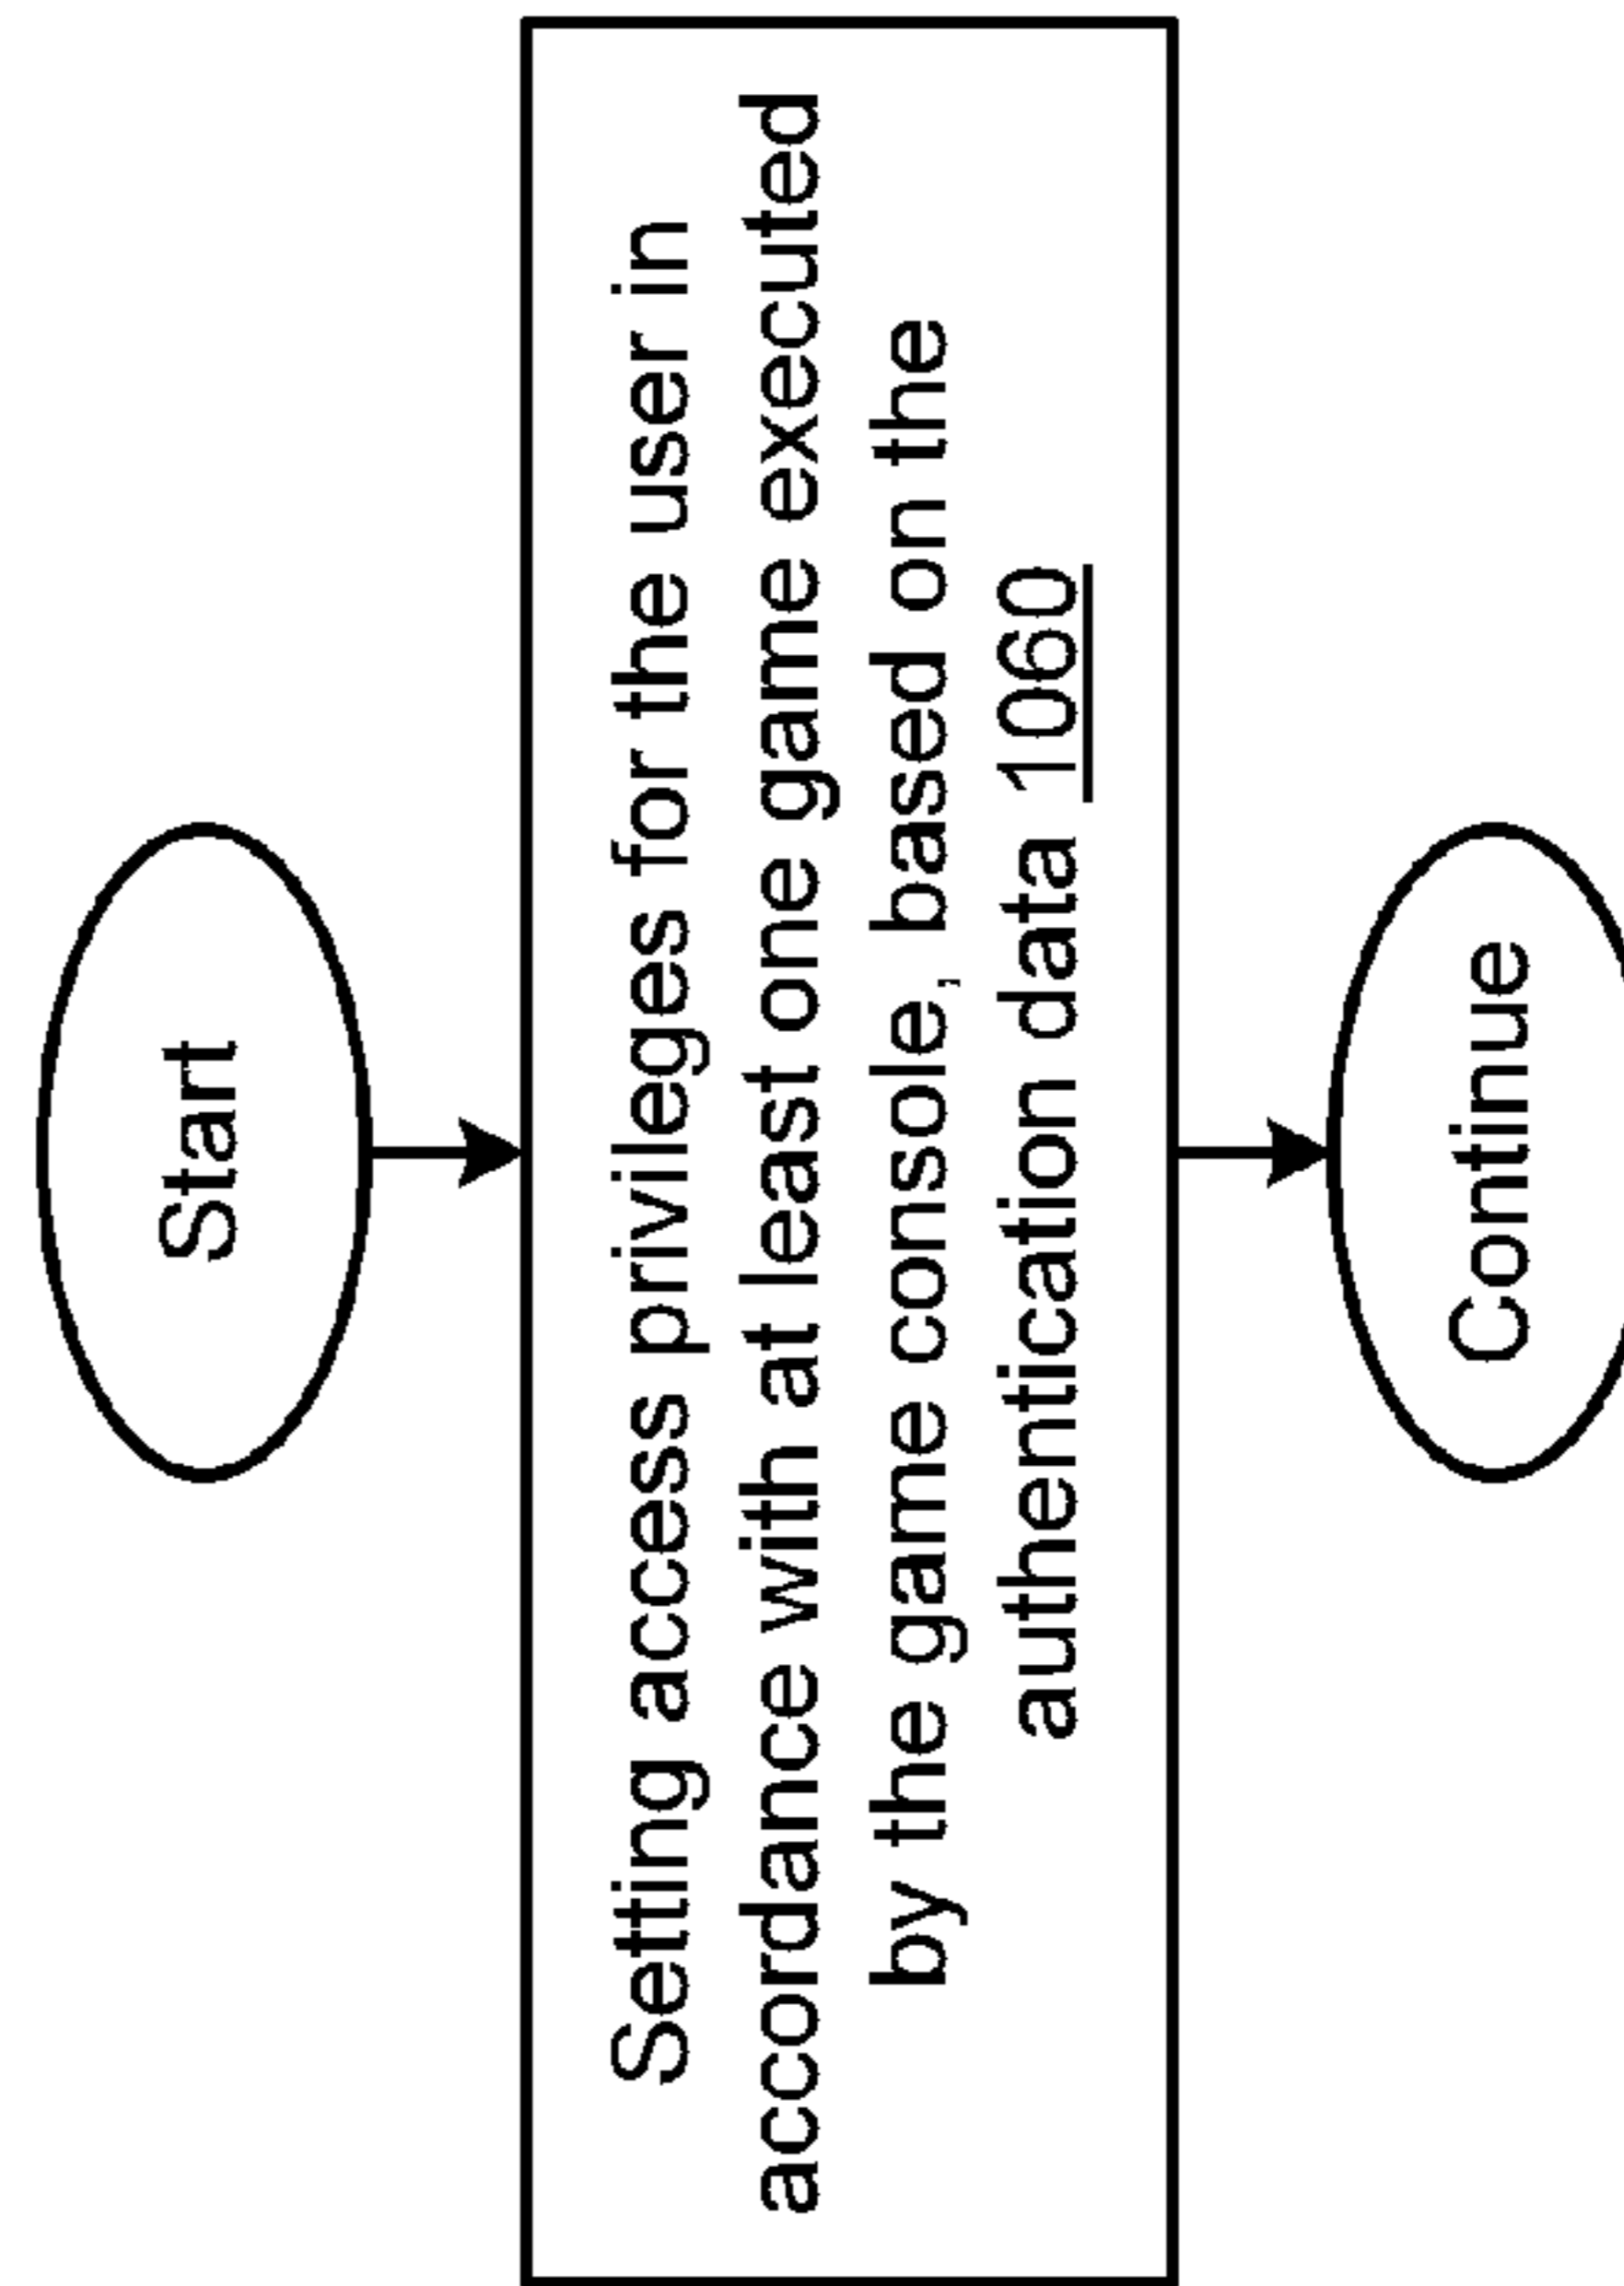 Start
Setting access privileges for the user in
accordance with at least one game executed
by the game console, based on the
authentication data 1060
Continue